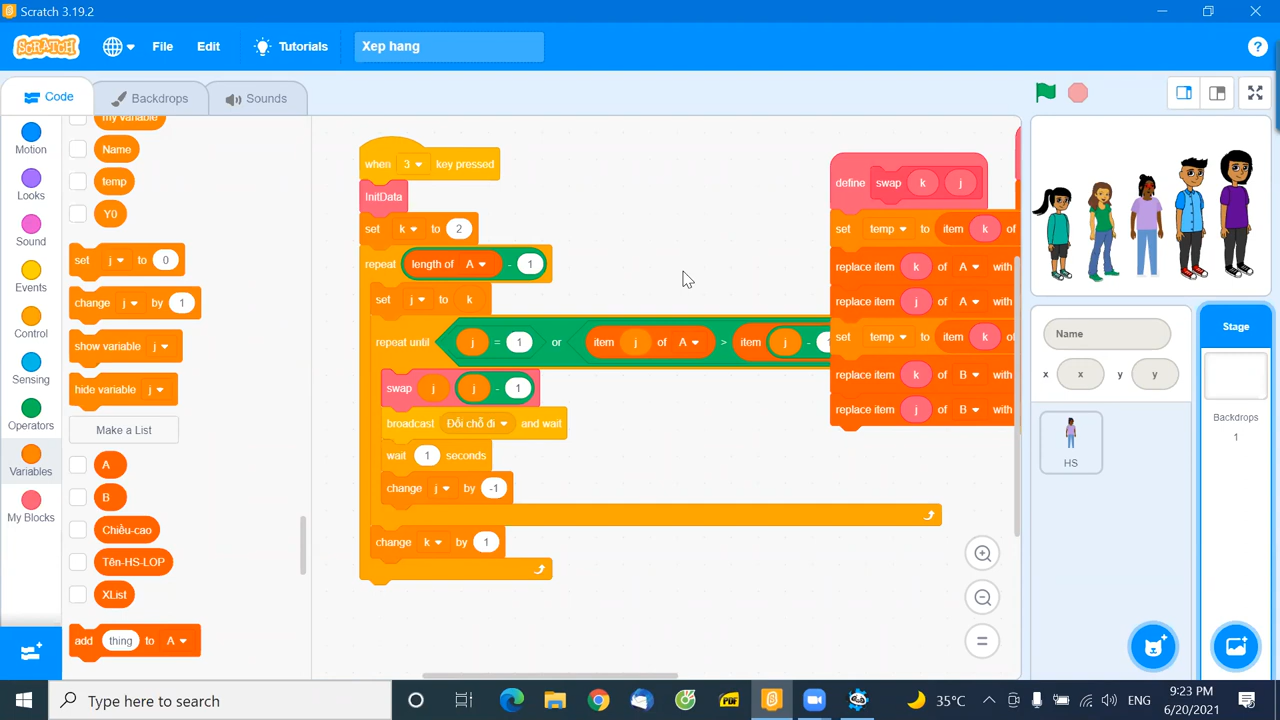 Scratch 3.19.2
SCRATCH
File
Edit
Tutorials
Xep hang
?
Code
Backdrops
Sounds
Motion
Looks
Sound
Events
Control
Sensing
Operators
Variables
My Blocks
my variable
Name
temp
Y0
set j to 0
change j by 1
show variable j
hide variable j
Make a List
A
B
Chiều-cao
Tên-HS-LOP
XList
add thing to A
when 3 key pressed
InitData
set k to 2
repeat length of A - 1
set j to k
repeat until j = 1 or item j of A > item j -
swap j j - 1
broadcast Đổi chỗ đi and wait
wait 1 seconds
change j by -1
change k by 1
define swap k j
set temp to item k of
replace item k of A with
replace item j of A with
set temp to item k of
replace item k of B with
replace item j of B with
Name
x x y y
HS
Stage
Backdrops
1
Type here to search
PDF
35°C
ENG
9:23 PM
6/20/2021